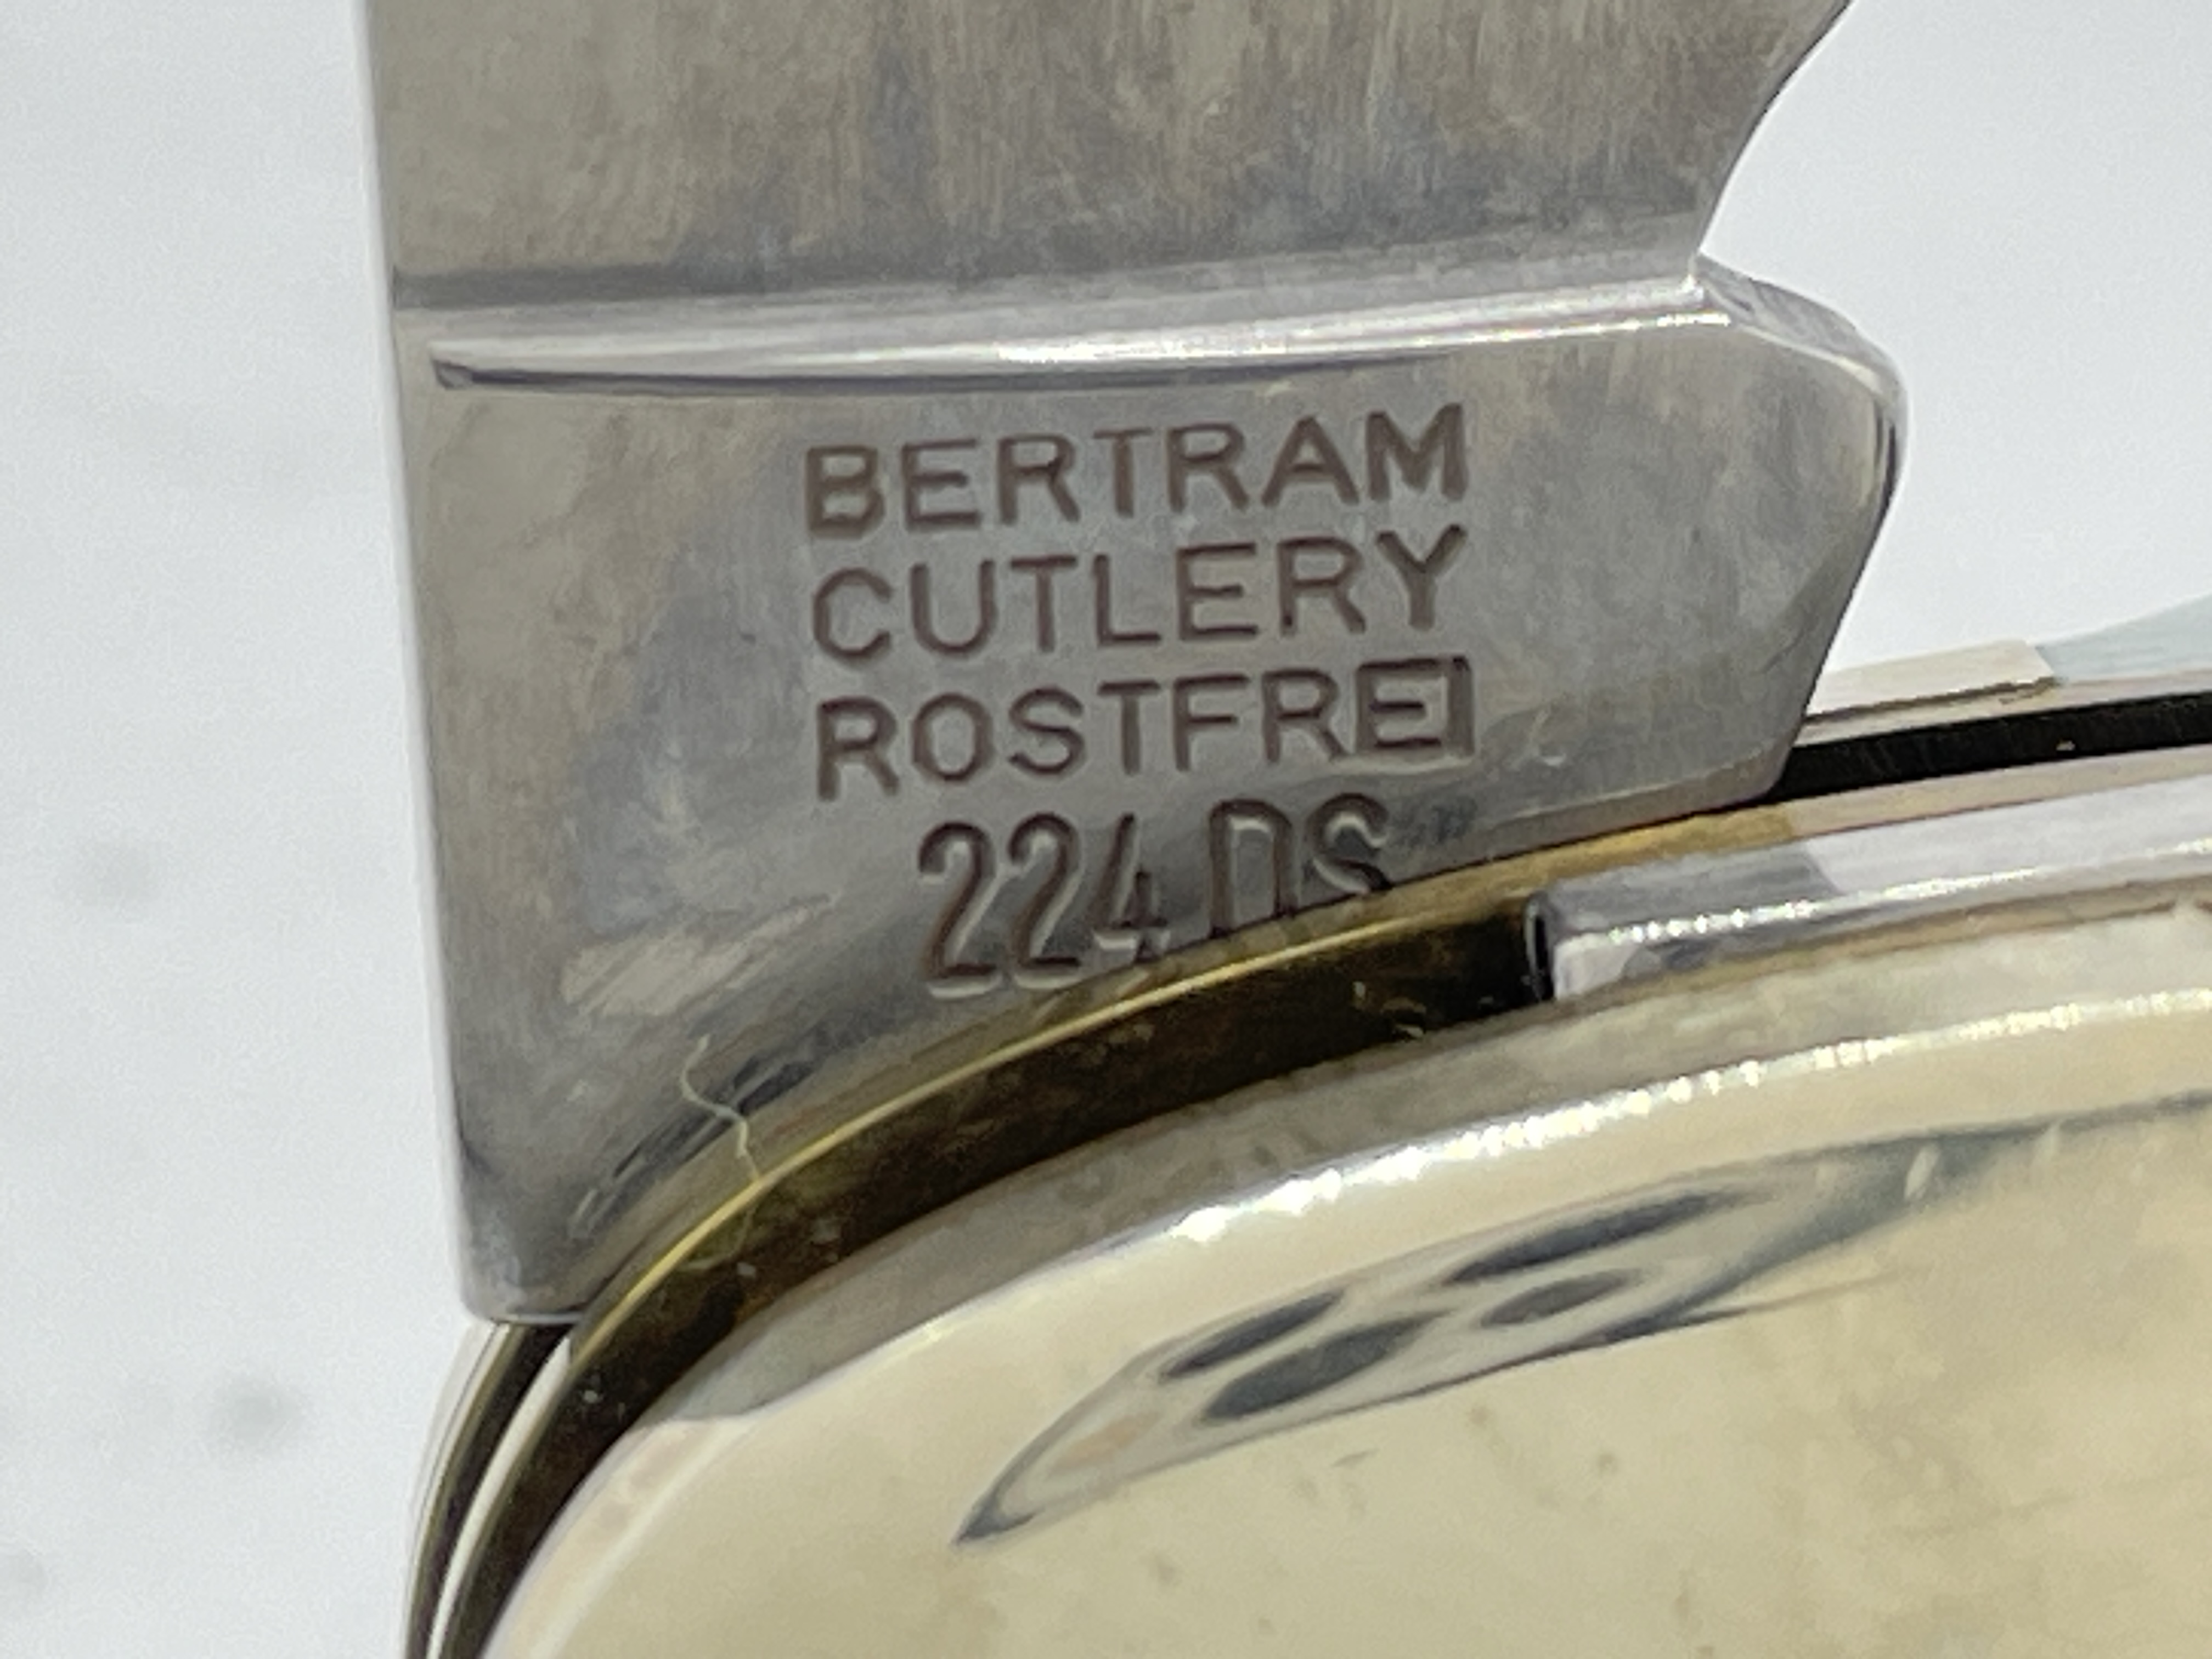 BERTRAM
CUTLERY
ROSTFREI
224 DS